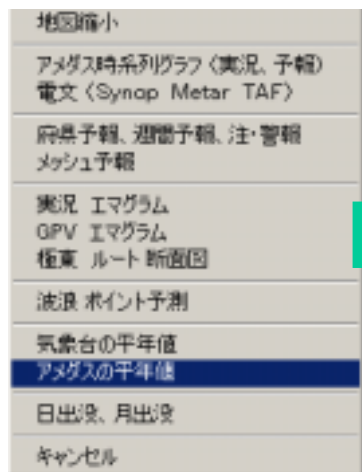 地図縮小
アメダス時系列グラフ（実況、予報）
電文（Synop Metar TAF）
府県予報、週間予報、注・警報
メッシュ予報
実況 エマグラム
GPV エマグラム
極東 ルート断面図
波浪 ポイント予測
気象台の平年値
アメダスの平年値
日出没、月出没
キャンセル